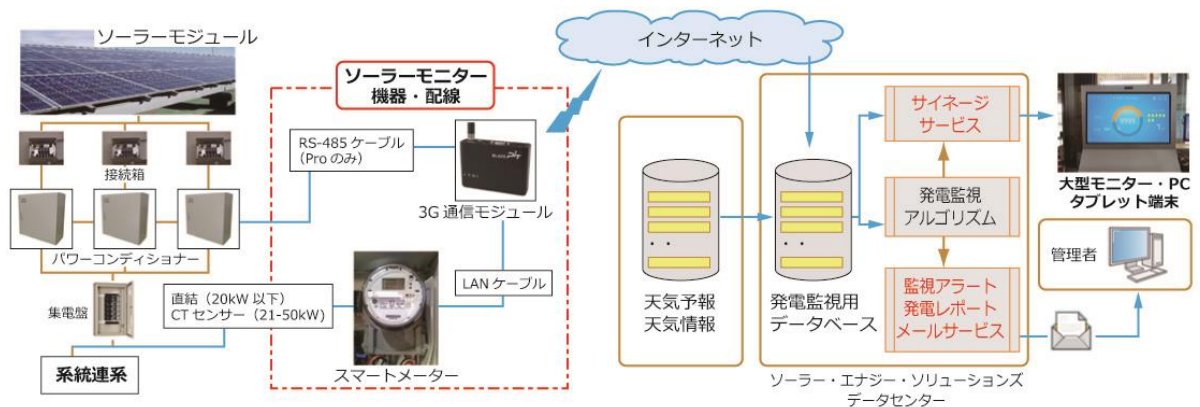 ソーラーモジュール
接続箱
パワーコンディショナー
集電盤
系統連系
ソーラーモニター
機器・配線
RS-485 ケーブル
（Pro のみ）
3G 通信モジュール
LAN ケーブル
直結（20kW 以下）
CT センサー（21-50kW）
スマートメーター
インターネット
天気予報
天気情報
発電監視用
データベース
サイネージ
サービス
発電監視
アルゴリズム
監視アラート
発電レポート
メールサービス
ソーラー・エナジー・ソリューションズ
データセンター
大型モニター・PC
タブレット端末
管理者